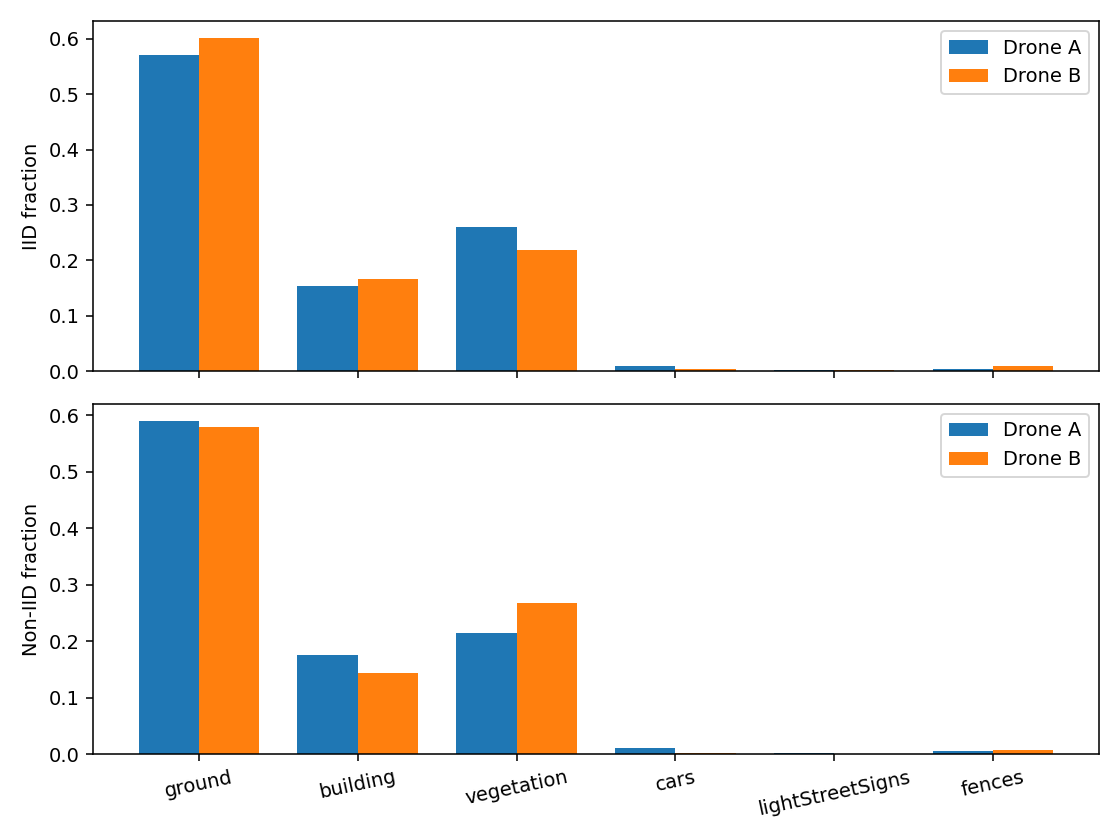 0.6
0.5
0.4
0.3
0.2
0.1
0.0
IID fraction
Drone A
Drone B
0.6
0.5
0.4
0.3
0.2
0.1
0.0
Non-IID fraction
Drone A
Drone B
ground building vegetation cars lightStreetSigns fences